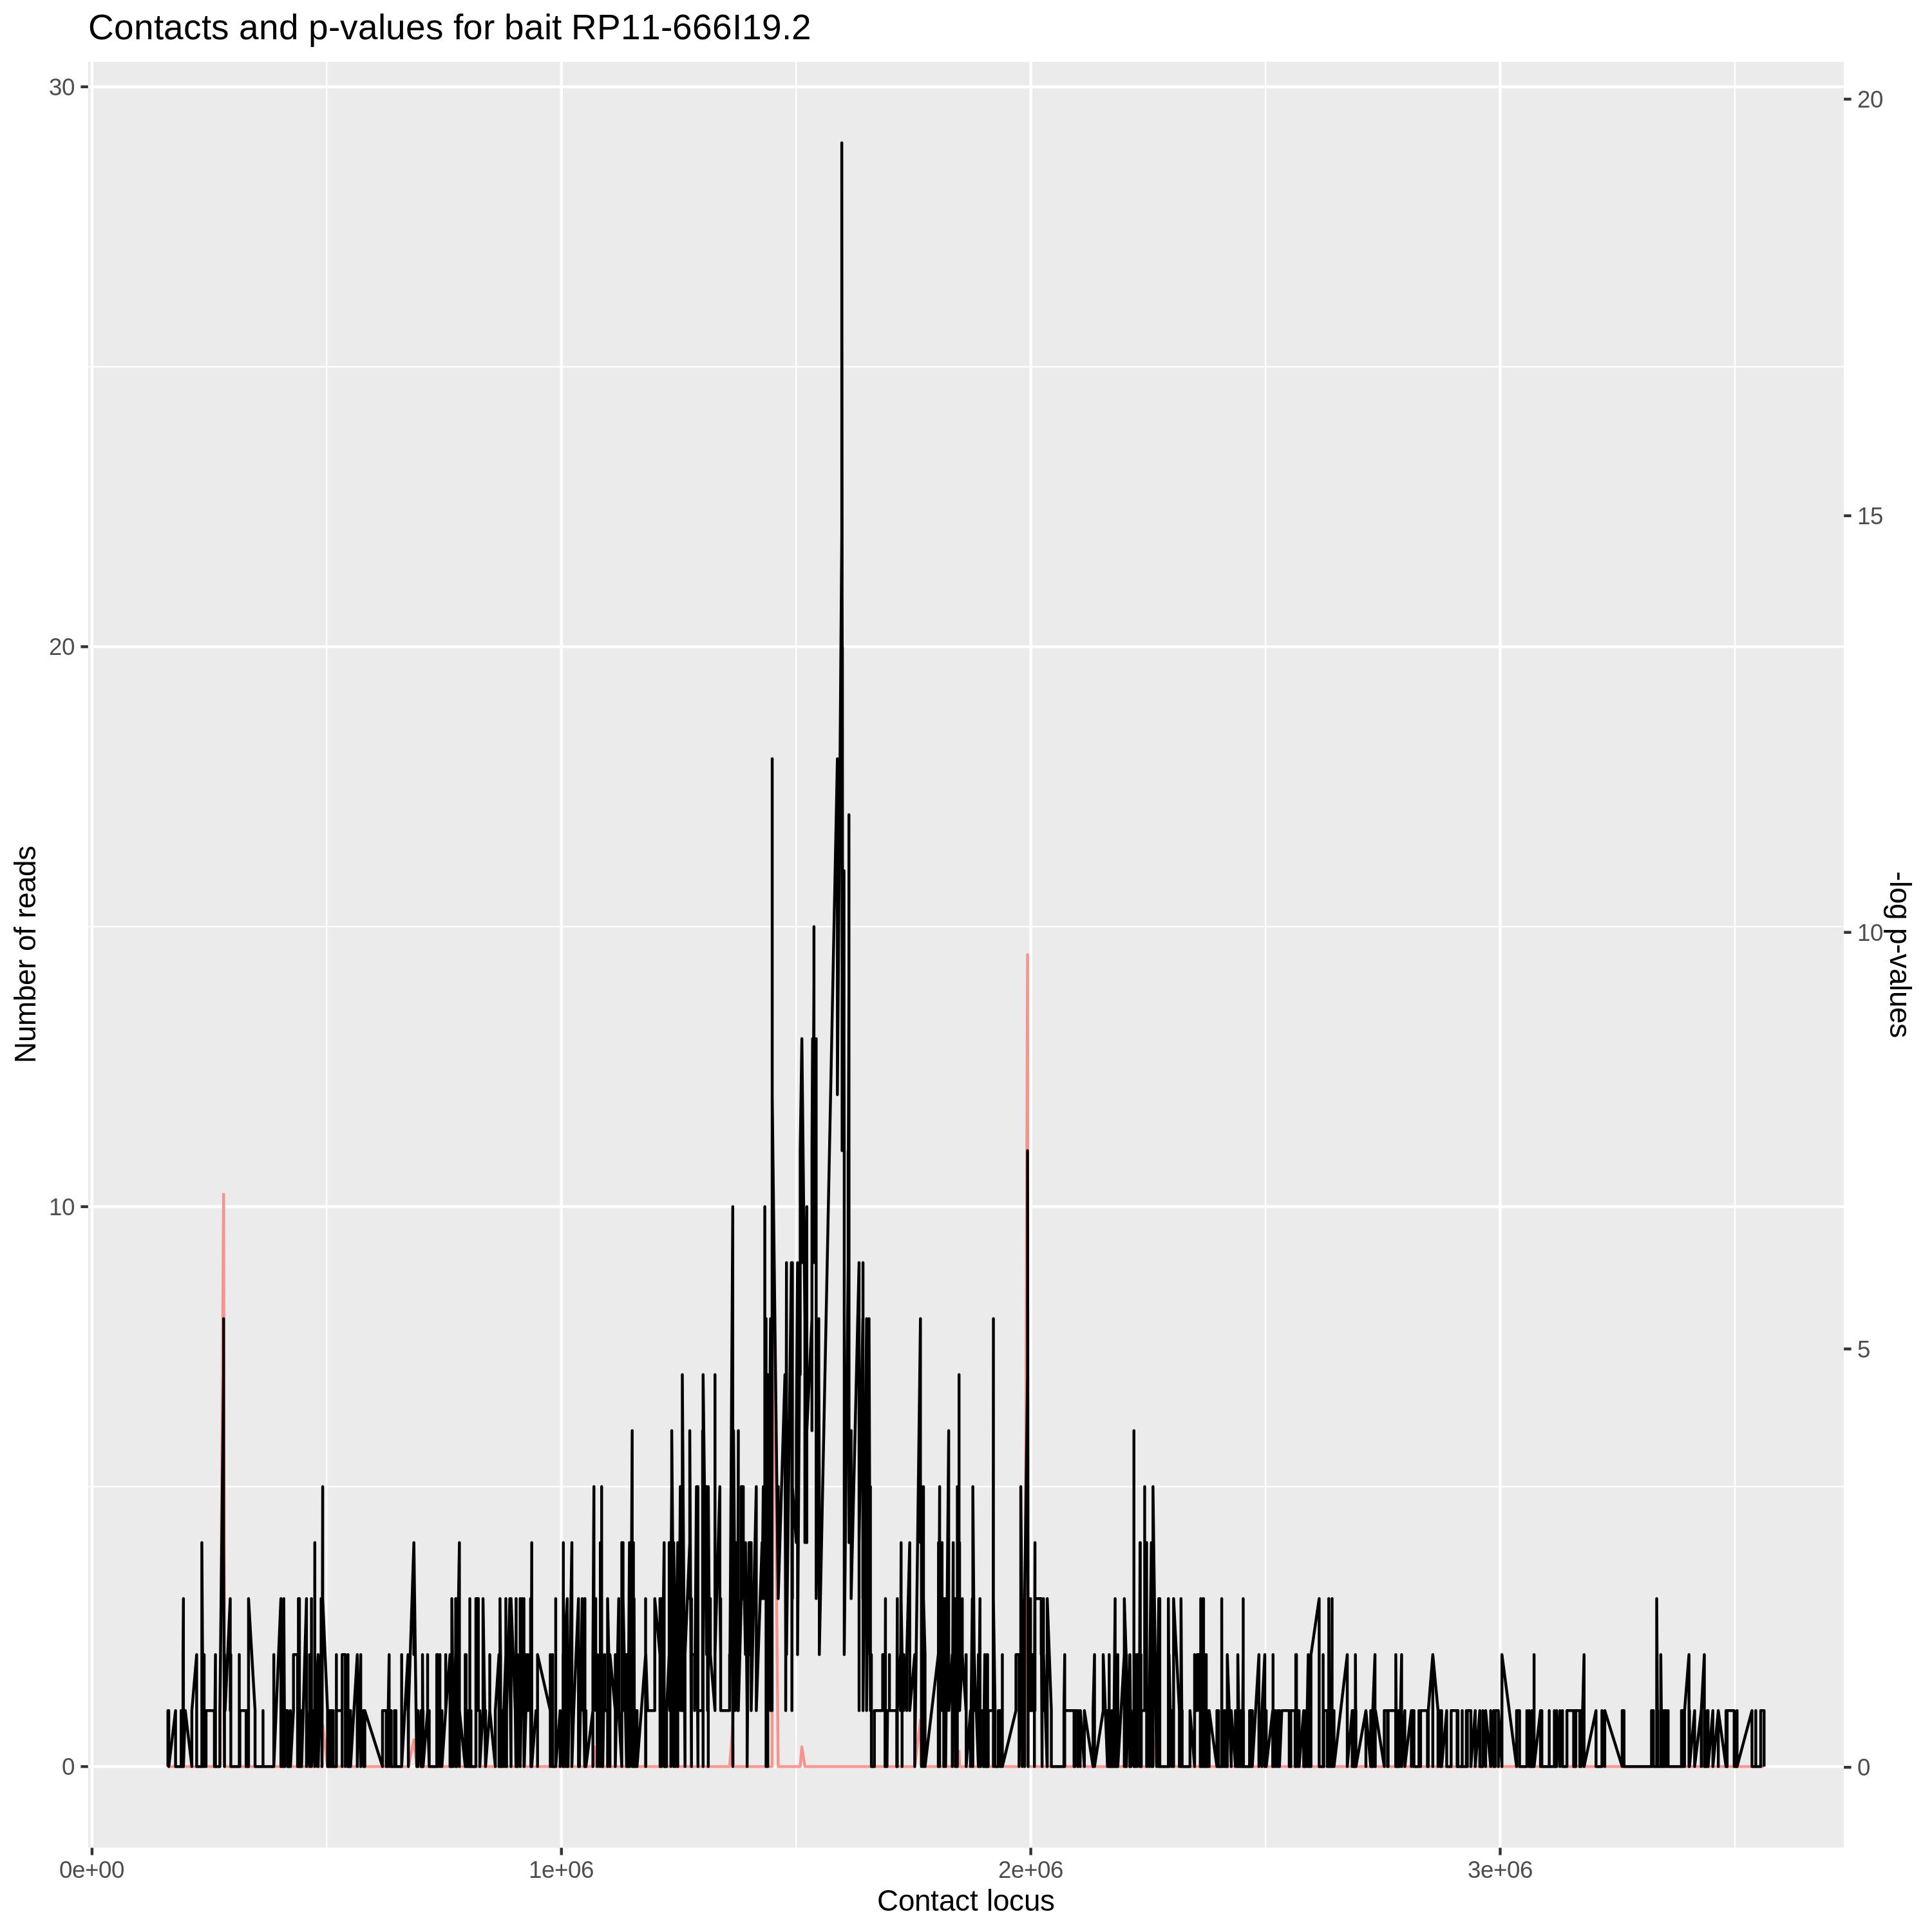 Contacts and p-values for bait RP11-666I19.2
30
20
10
0
Number of reads
20
15
10
5
0
-log p-values
0e+00
1e+06
2e+06
3e+06
Contact locus